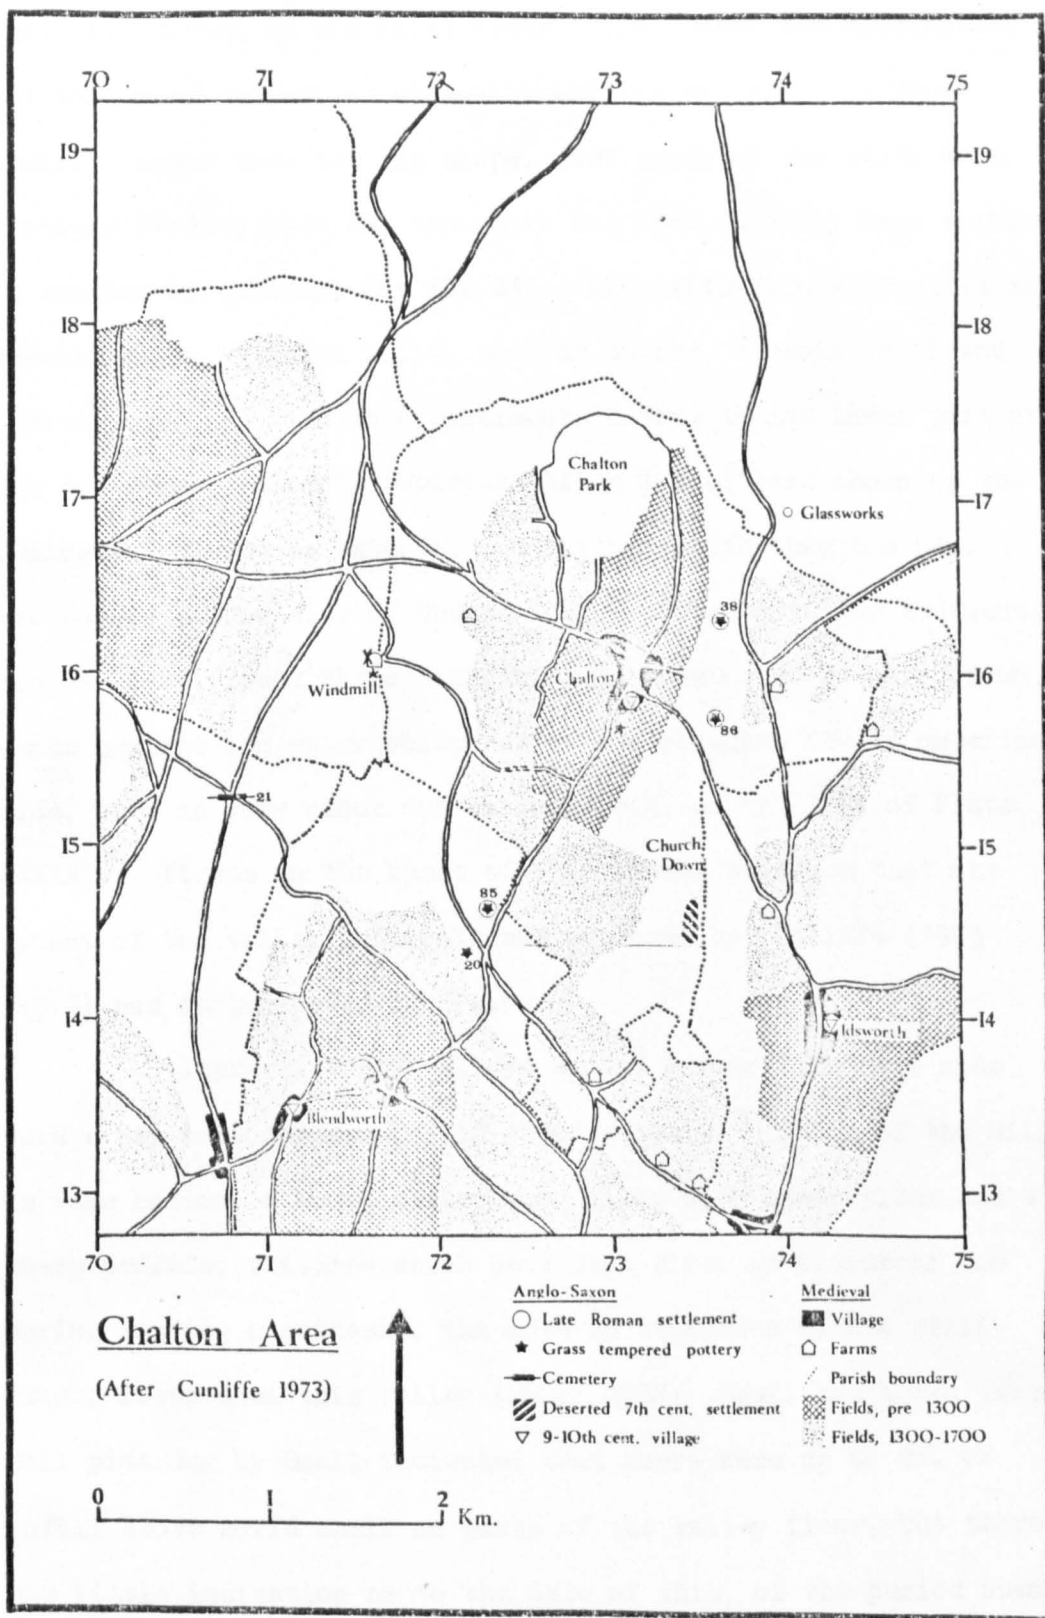 70 71 72 73 74 75
19 19
18 18
Chalton
Park
17 17
Glassworks
38
16 16
Chalton
Windmill
86
21
15 15
Church
Down
85
20
14 14
Idsworth
Blendworth
13 13
70 71 72 73 74 75
Chalton Area
(After Cunliffe 1973)
Anglo-Saxon
Late Roman settlement
Grass tempered pottery
Cemetery
Deserted 7th cent. settlement
9-10th cent. village
Medieval
Village
Farms
Parish boundary
Fields, pre 1300
Fields, 1300-1700
0 1 2 Km.